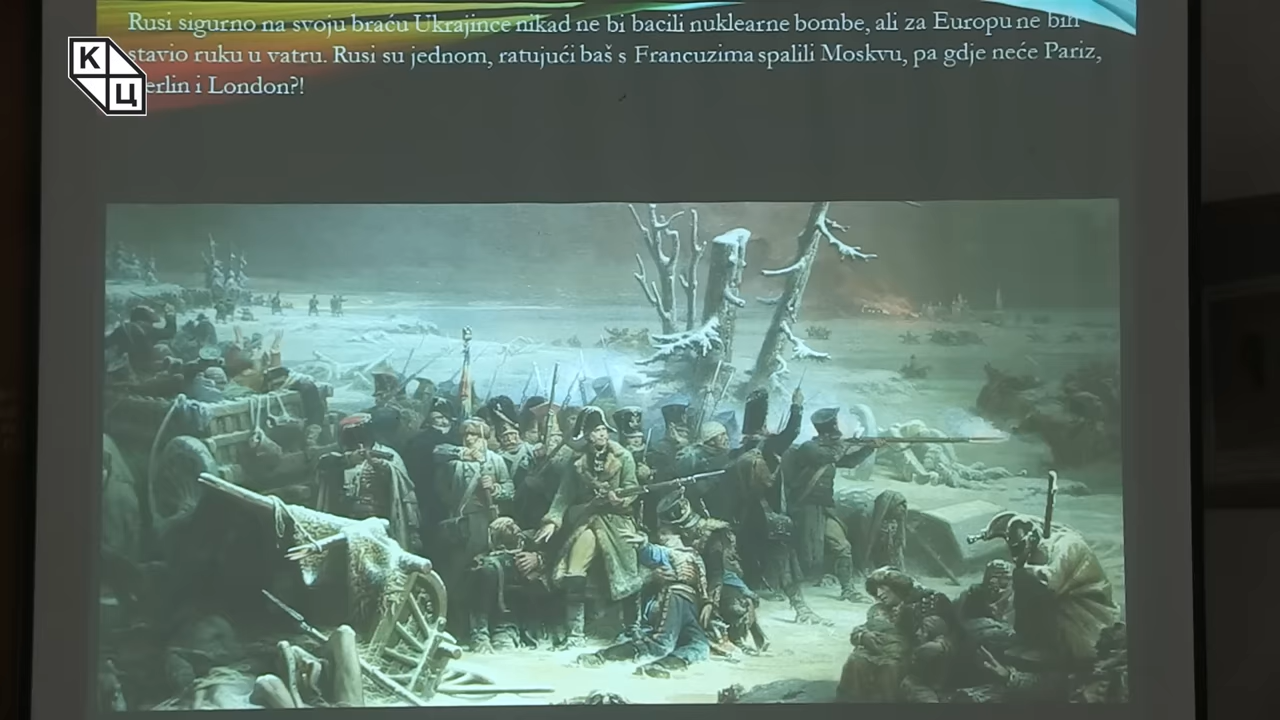 Rusi sigurno na svoju braću Ukrajince nikad ne bi bacili nuklearne bombe, ali za Europu ne bih
stavio ruku u vatru. Rusi su jednom, ratujući baš s Francuzima spalili Moskvu, pa gdje neće Pariz,
erlin i London?!
К
Ц